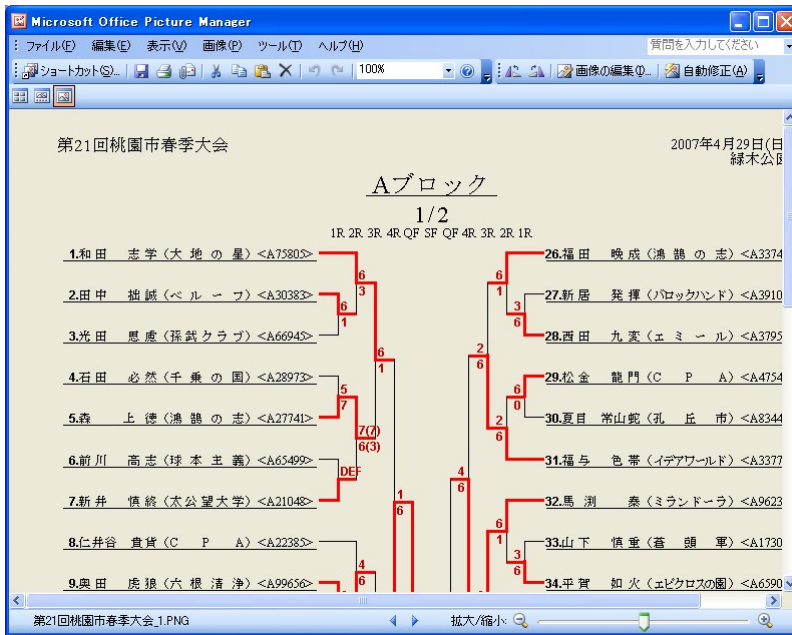 Microsoft Office Picture Manager
ファイル(F) 編集(E) 表示(V) 画像(P) ツール(T) ヘルプ(H) 質問を入力してください
ショートカット(S)... 100% 画像の編集(I)... 自動修正(A)
第21回桃園市春季大会 2007年4月29日(日
緑木公園
Aブロック
1/2
1R 2R 3R 4R QF SF QF 4R 3R 2R 1R
1.和田 志学(大地の星)<A75805> 26.福田 晩成(鴻鵠の志)<A3374
6 6
3 1
2.田中 拙誠(ベルーフ)<A30383> 27.新居 発揮(バロックハンド)<A3910
6 3
1 6
3.光田 思慮(孫武クラブ)<A66945> 28.西田 九変(エミール)<A3795
6 2
1 6
4.石田 必然(千乗の国)<A28973> 29.松金 龍門(CPA)<A4754
5 6
7 0
5.森 上徳(鴻鵠の志)<A27741> 30.夏目 常山蛇(孔丘市)<A8344
7(7) 2
6(3) 6
6.前川 高志(球本主義)<A65499> 31.福与 色帯(イデアワールド)<A3377
DEF 4
6
7.新井 慎終(太公望大学)<A21048> 32.馬渕 泰(ミランドーラ)<A9623
1 6
6 1
8.仁井谷 貴貨(CPA)<A22385> 33.山下 慎重(蒼頭軍)<A1730
4 3
6 6
9.奥田 虎狼(六根清浄)<A99656> 34.平賀 如火(エピクロスの園)<A6590
第21回桃園市春季大会_1.PNG 拡大/縮小: